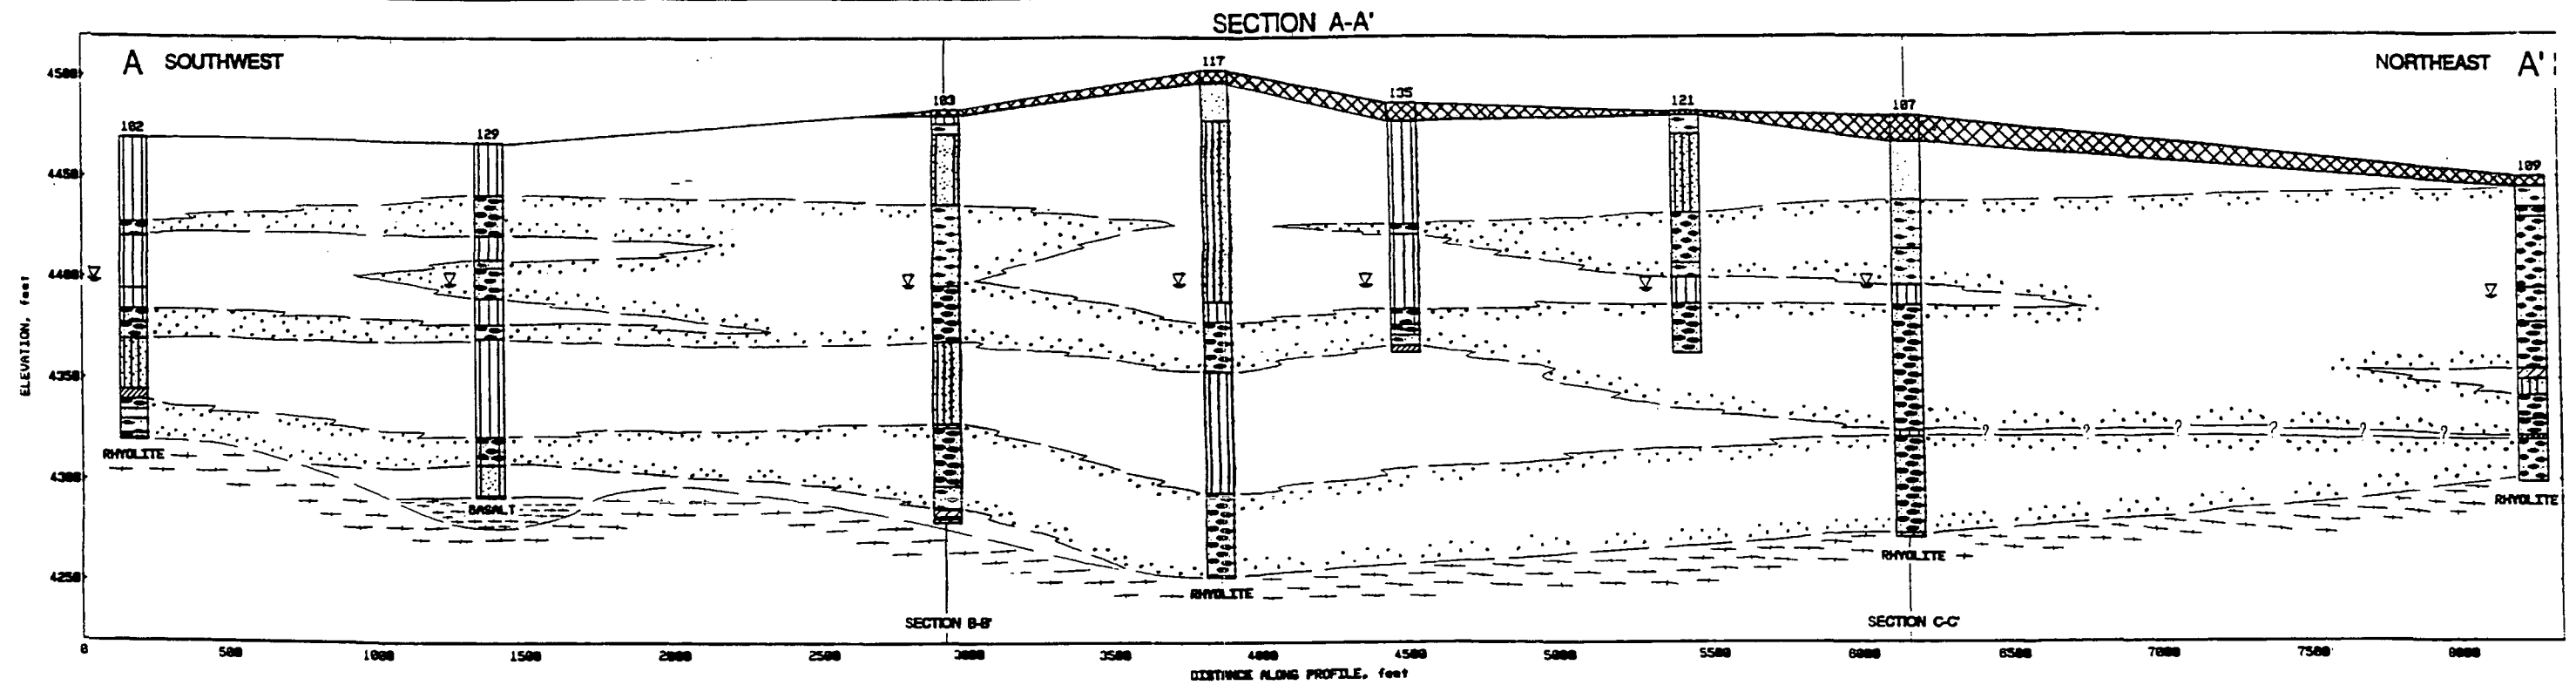 SECTION A-A'
A SOUTHWEST
NORTHEAST A'
4500
4450
4400
4350
4300
4250
ELEVATION, feet
102
129
103
117
135
121
107
109
RHYOLITE
BASALT
RHYOLITE
RHYOLITE
RHYOLITE
? ? ? ? ? ?
SECTION B-B'
SECTION C-C'
0 500 1000 1500 2000 2500 3000 3500 4000 4500 5000 5500 6000 6500 7000 7500 8000
DISTANCE ALONG PROFILE, feet